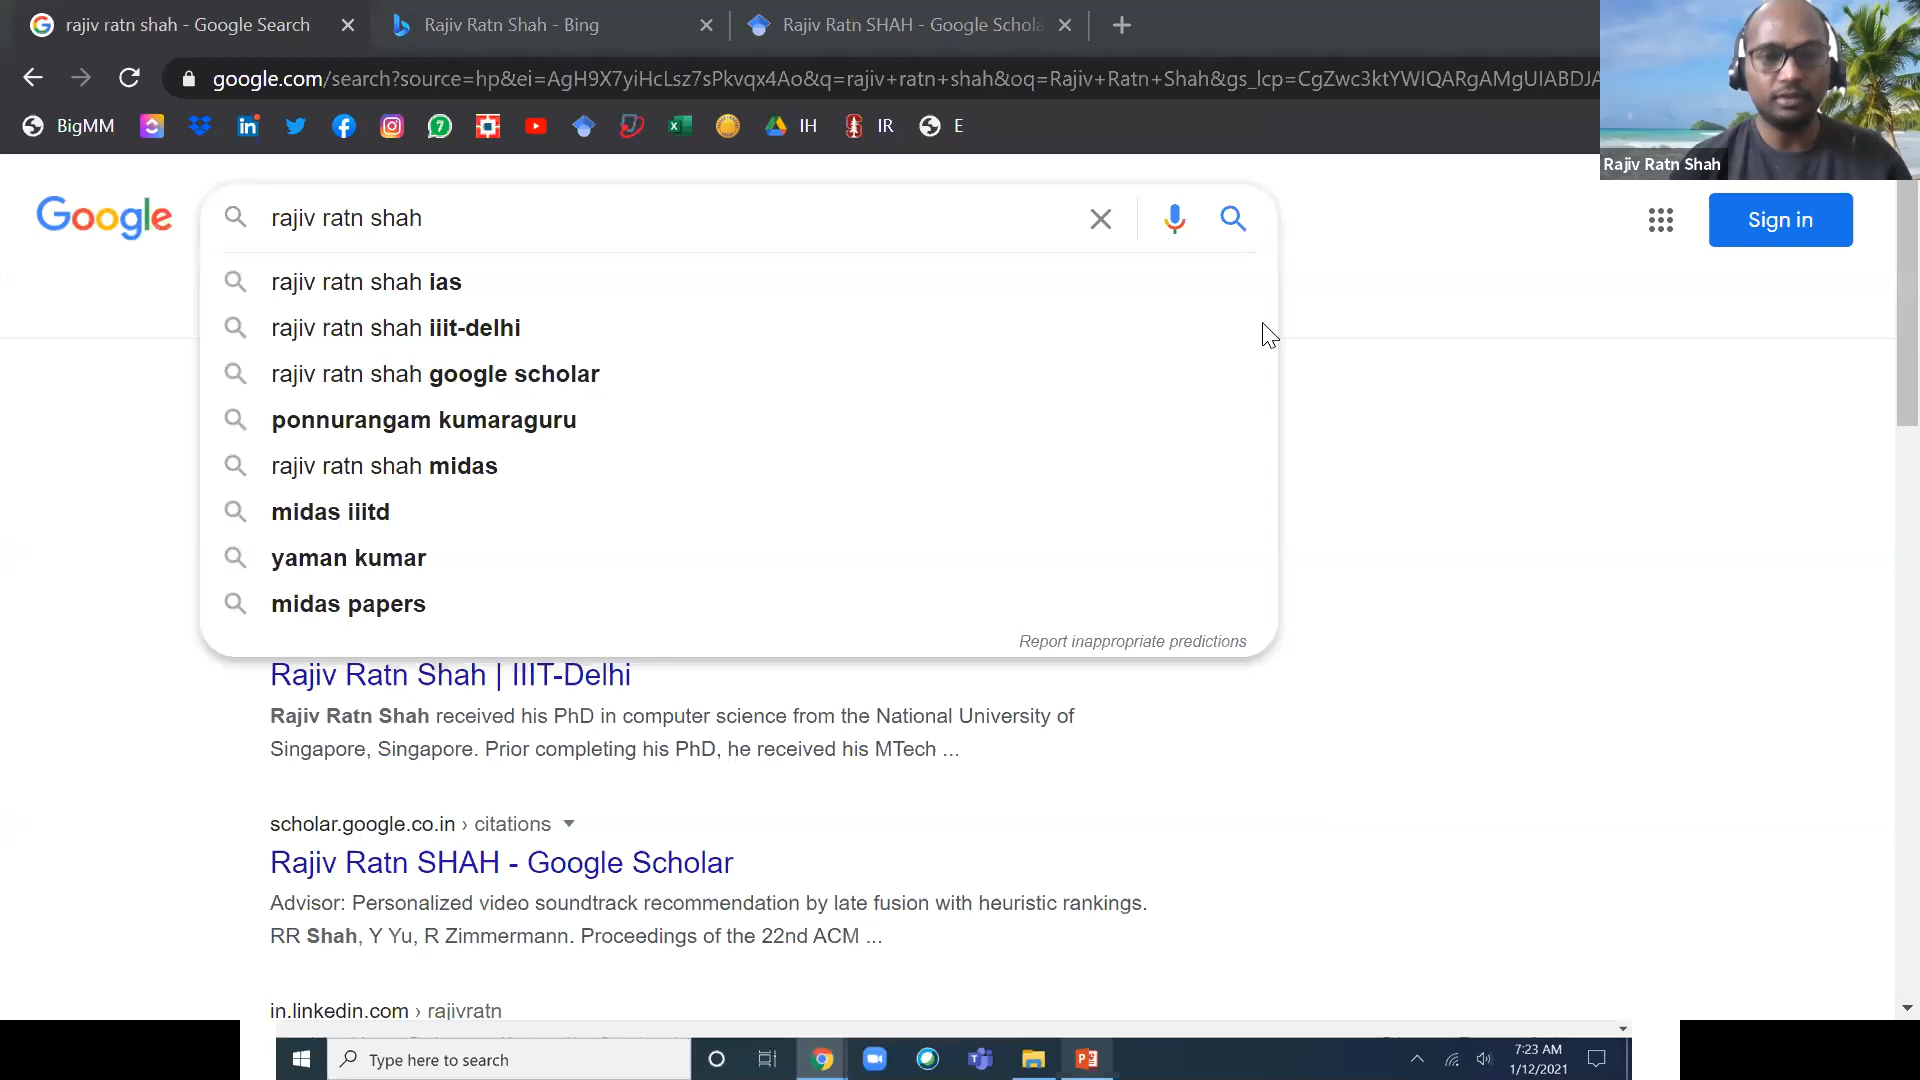 rajiv ratn shah - Google Search
Rajiv Ratn Shah - Bing
Rajiv Ratn SHAH - Google Schola
google.com/search?source=hp&ei=AgH9X7yiHcLsz7sPkvqx4Ao&q=rajiv+ratn+shah&oq=Rajiv+Ratn+Shah&gs_lcp=CgZwc3ktYWIQARgAMgUIABDJA
BigMM
7
IH
IR
E
Rajiv Ratn Shah
Google
rajiv ratn shah
Sign in
rajiv ratn shah ias
rajiv ratn shah iiit-delhi
rajiv ratn shah google scholar
ponnurangam kumaraguru
rajiv ratn shah midas
midas iiitd
yaman kumar
midas papers
Report inappropriate predictions
Rajiv Ratn Shah | IIIT-Delhi
Rajiv Ratn Shah received his PhD in computer science from the National University of
Singapore, Singapore. Prior completing his PhD, he received his MTech ...
scholar.google.co.in › citations
Rajiv Ratn SHAH - Google Scholar
Advisor: Personalized video soundtrack recommendation by late fusion with heuristic rankings.
RR Shah, Y Yu, R Zimmermann. Proceedings of the 22nd ACM ...
in.linkedin.com › rajivratn
Type here to search
7:23 AM
1/12/2021